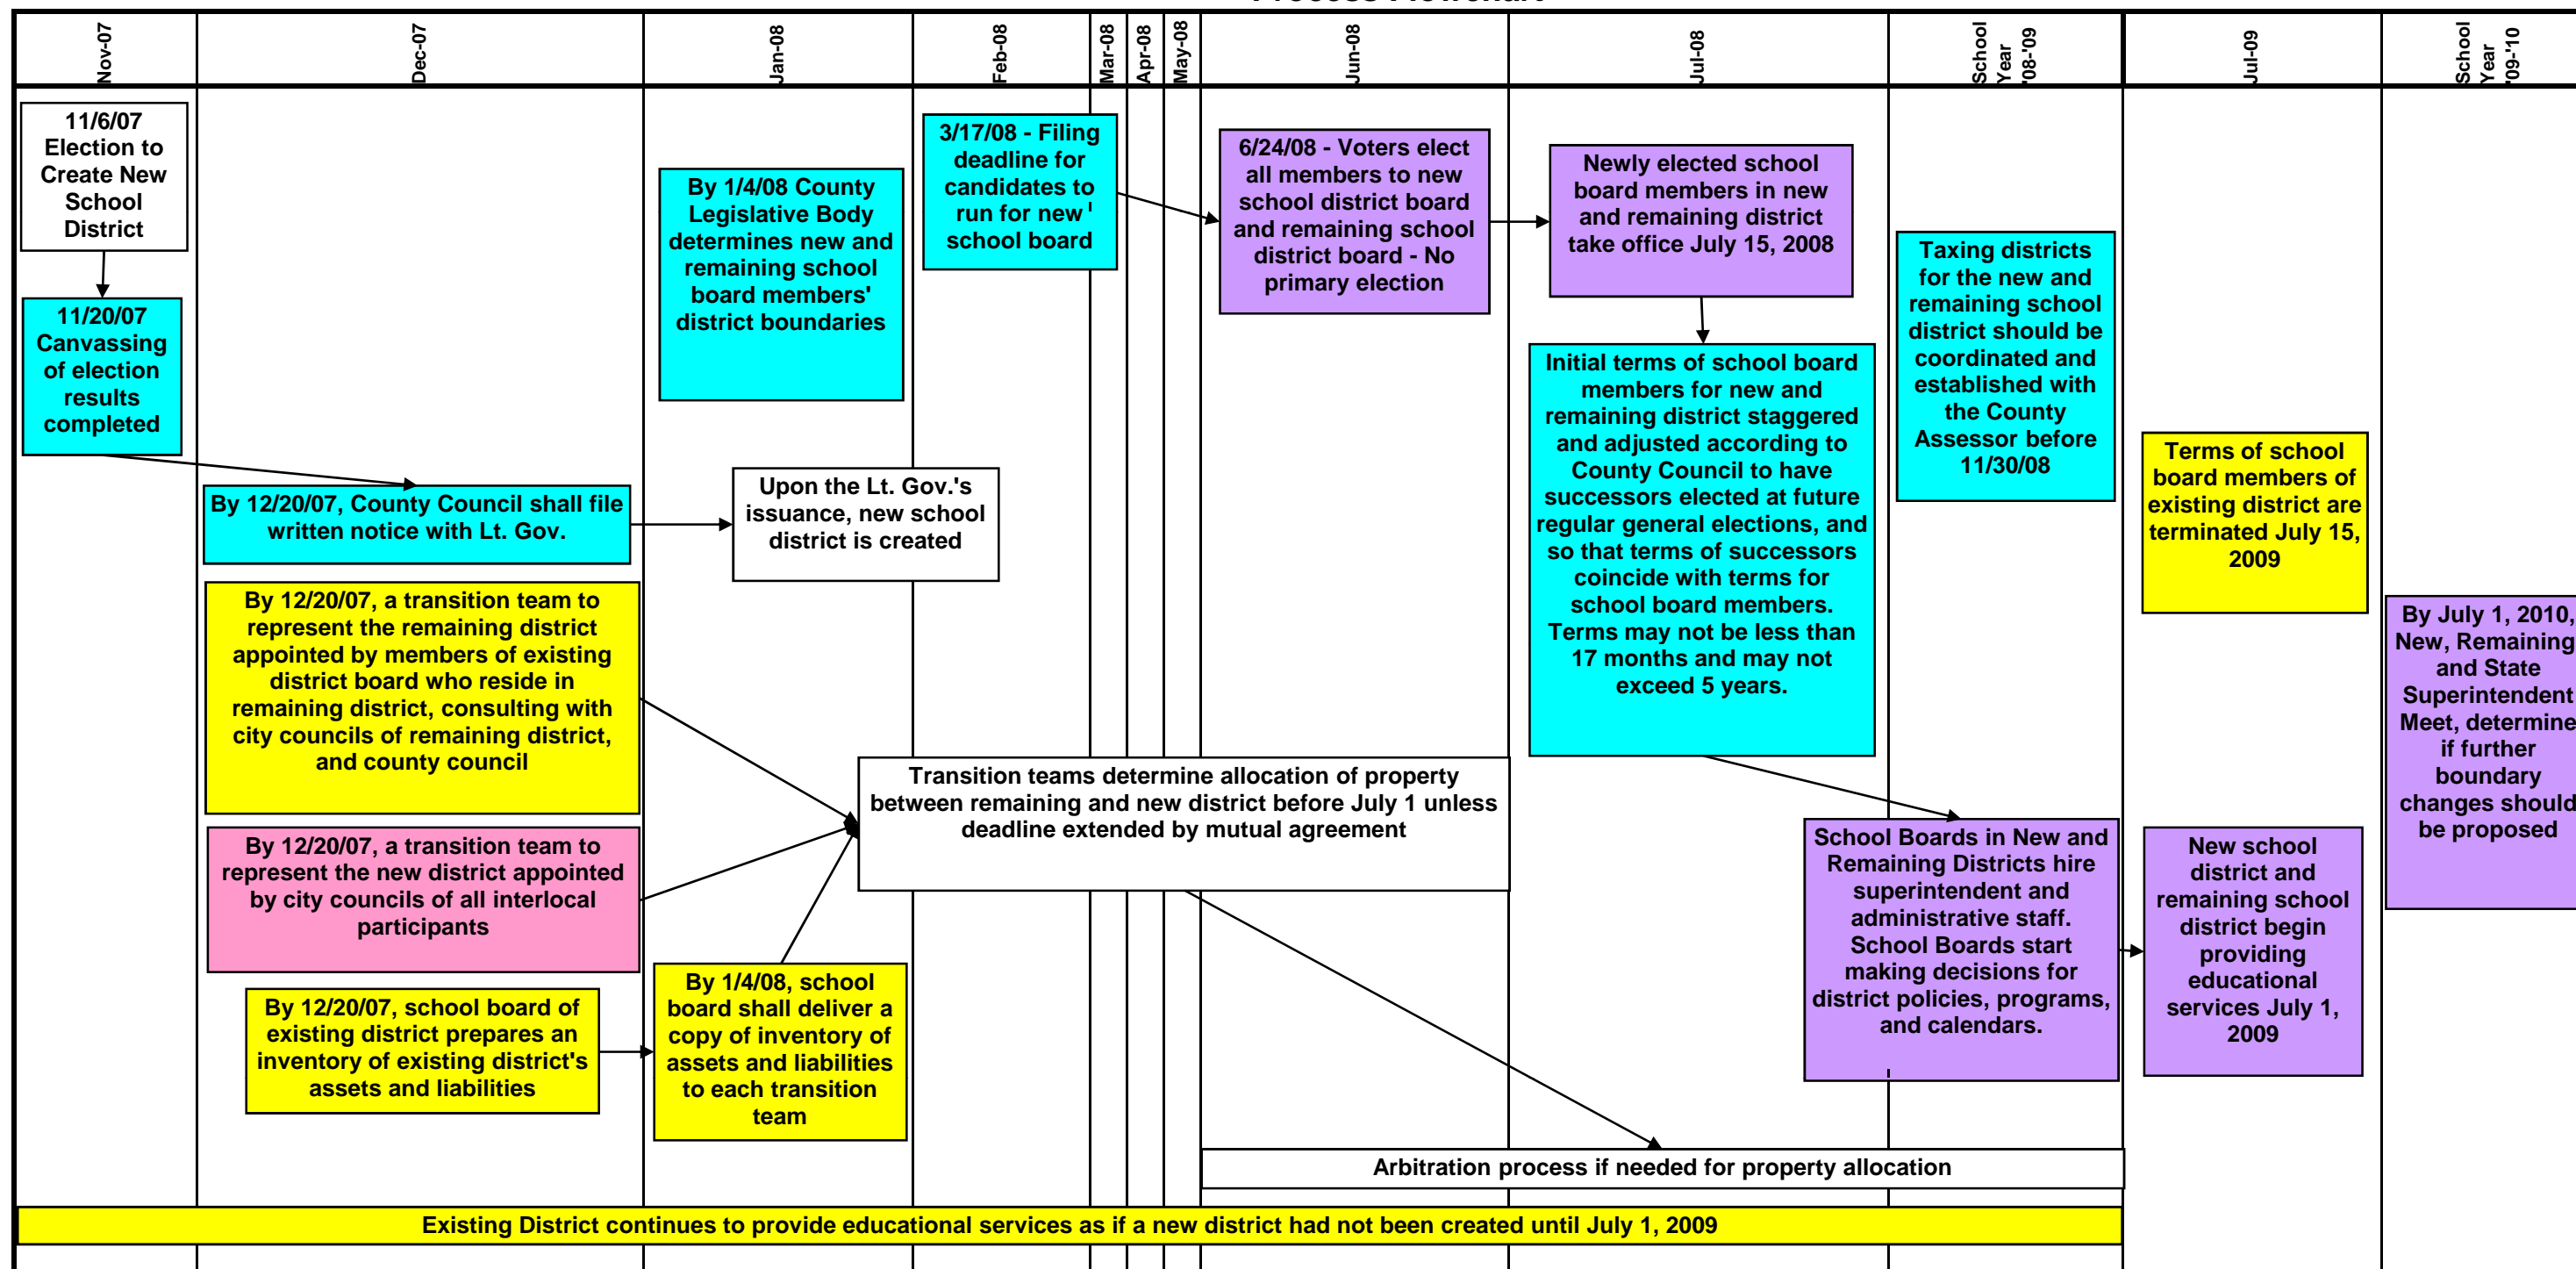 Process Flowchart
Nov-07
Dec-07
Jan-08
Feb-08
Mar-08
Apr-08
May-08
Jun-08
Jul-08
School
Year
'08-'09
Jul-09
School
Year
'09-'10
11/6/07
Election to
Create New
School
District
11/20/07
Canvassing
of election
results
completed
By 12/20/07, County Council shall file
written notice with Lt. Gov.
By 12/20/07, a transition team to
represent the remaining district
appointed by members of existing
district board who reside in
remaining district, consulting with
city councils of remaining district,
and county council
By 12/20/07, a transition team to
represent the new district appointed
by city councils of all interlocal
participants
By 12/20/07, school board of
existing district prepares an
inventory of existing district's
assets and liabilities
By 1/4/08 County
Legislative Body
determines new and
remaining school
board members'
district boundaries
Upon the Lt. Gov.'s
issuance, new school
district is created
By 1/4/08, school
board shall deliver a
copy of inventory of
assets and liabilities
to each transition
team
3/17/08 - Filing
deadline for
candidates to
run for new
school board
Transition teams determine allocation of property
between remaining and new district before July 1 unless
deadline extended by mutual agreement
6/24/08 - Voters elect
all members to new
school district board
and remaining school
district board - No
primary election
Newly elected school
board members in new
and remaining district
take office July 15, 2008
Initial terms of school board
members for new and
remaining district staggered
and adjusted according to
County Council to have
successors elected at future
regular general elections, and
so that terms of successors
coincide with terms for
school board members.
Terms may not be less than
17 months and may not
exceed 5 years.
Taxing districts
for the new and
remaining school
district should be
coordinated and
established with
the County
Assessor before
11/30/08
School Boards in New and
Remaining Districts hire
superintendent and
administrative staff.
School Boards start
making decisions for
district policies, programs,
and calendars.
Terms of school
board members of
existing district are
terminated July 15,
2009
New school
district and
remaining school
district begin
providing
educational
services July 1,
2009
By July 1, 2010,
New, Remaining
and State
Superintendent
Meet, determine
if further
boundary
changes should
be proposed
Arbitration process if needed for property allocation
Existing District continues to provide educational services as if a new district had not been created until July 1, 2009